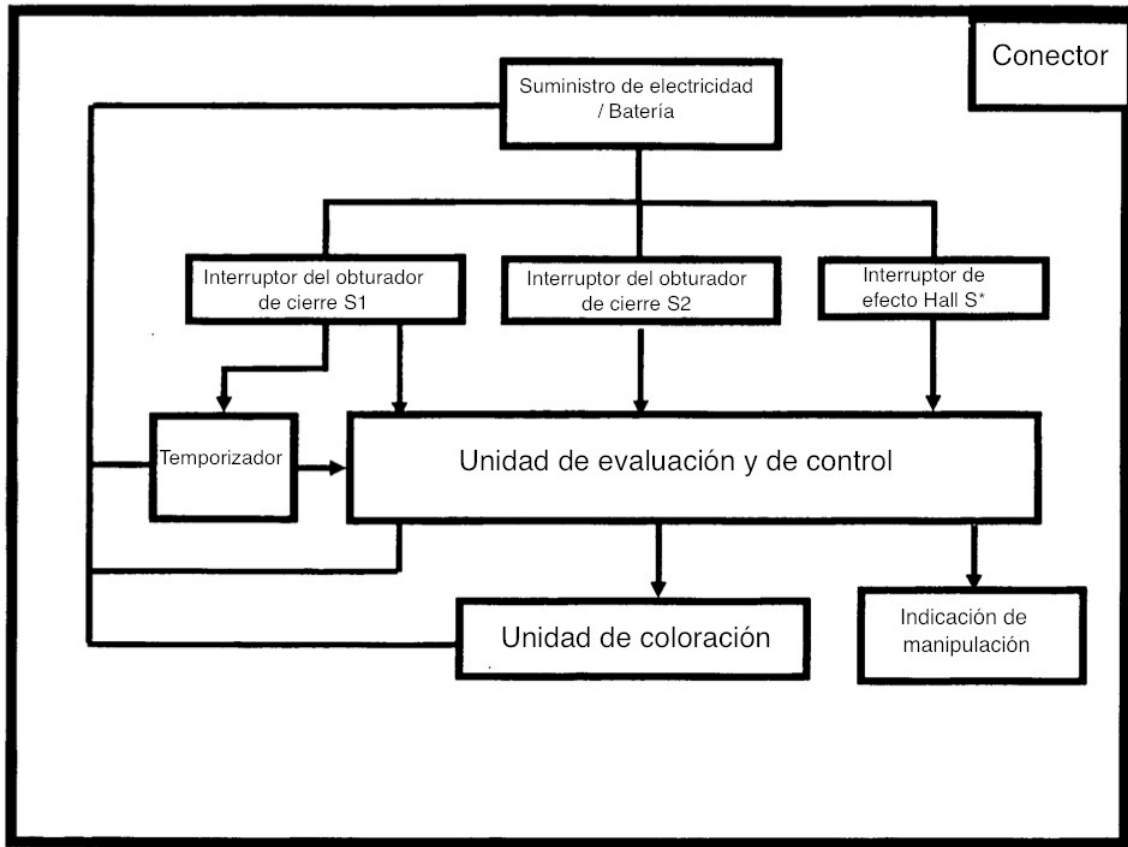 Conector
Suministro de electricidad
/ Batería
Interruptor del obturador
de cierre S1
Interruptor del obturador
de cierre S2
Interruptor de
efecto Hall S*
Temporizador
Unidad de evaluación y de control
Unidad de coloración
Indicación de
manipulación